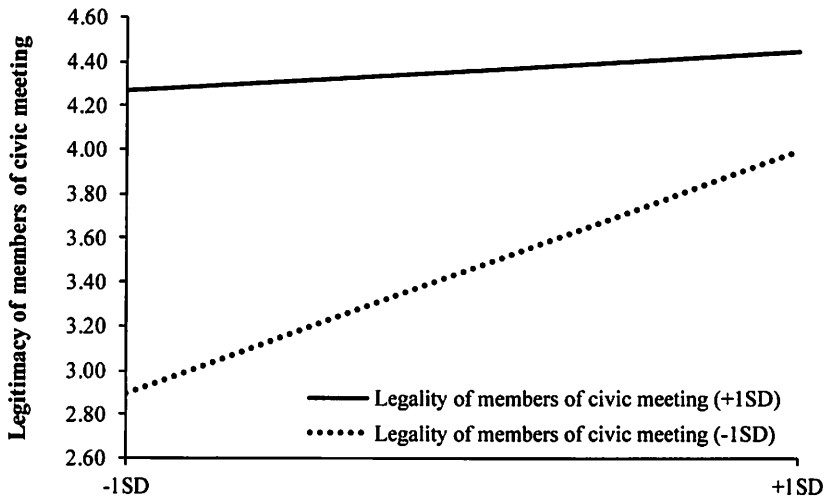 Legitimacy of members of civic meeting
4.60
4.40
4.20
4.00
3.80
3.60
3.40
3.20
3.00
2.80
2.60
Legality of members of civic meeting (+1SD)
Legality of members of civic meeting (-1SD)
-1SD
+1SD